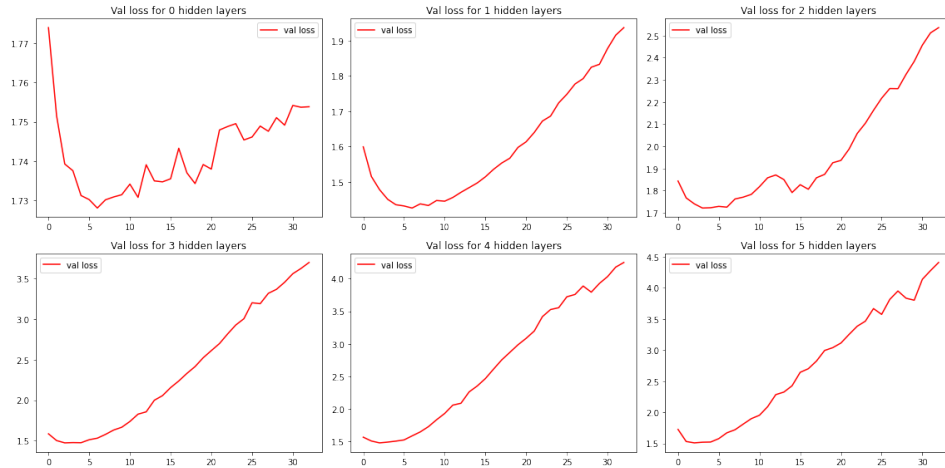 Val loss for 0 hidden layers
val loss
1.77
1.76
1.75
1.74
1.73
0 5 10 15 20 25 30
Val loss for 1 hidden layers
val loss
1.9
1.8
1.7
1.6
1.5
0 5 10 15 20 25 30
Val loss for 2 hidden layers
val loss
2.5
2.4
2.3
2.2
2.1
2.0
1.9
1.8
1.7
0 5 10 15 20 25 30
Val loss for 3 hidden layers
val loss
3.5
3.0
2.5
2.0
1.5
0 5 10 15 20 25 30
Val loss for 4 hidden layers
val loss
4.0
3.5
3.0
2.5
2.0
1.5
0 5 10 15 20 25 30
Val loss for 5 hidden layers
val loss
4.5
4.0
3.5
3.0
2.5
2.0
1.5
0 5 10 15 20 25 30